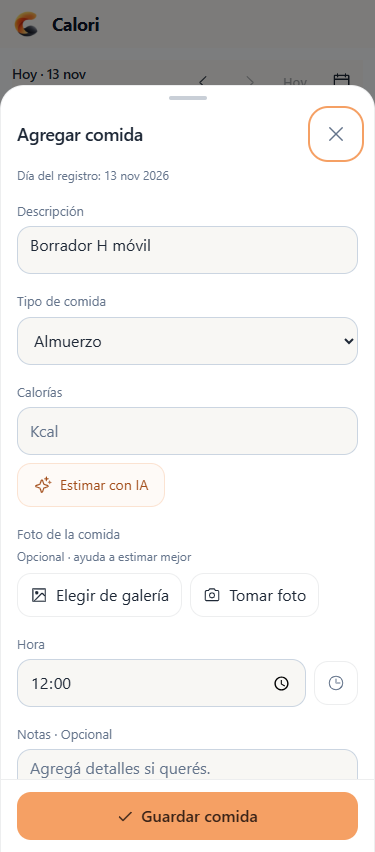 Calori
Hoy · 13 nov
Hoy
Agregar comida
Día del registro: 13 nov 2026
Descripción
Borrador H móvil
Tipo de comida
Almuerzo
Calorías
Kcal
Estimar con IA
Foto de la comida
Opcional · ayuda a estimar mejor
Elegir de galería
Tomar foto
Hora
12:00
Notas · Opcional
Agregá detalles si querés.
Guardar comida